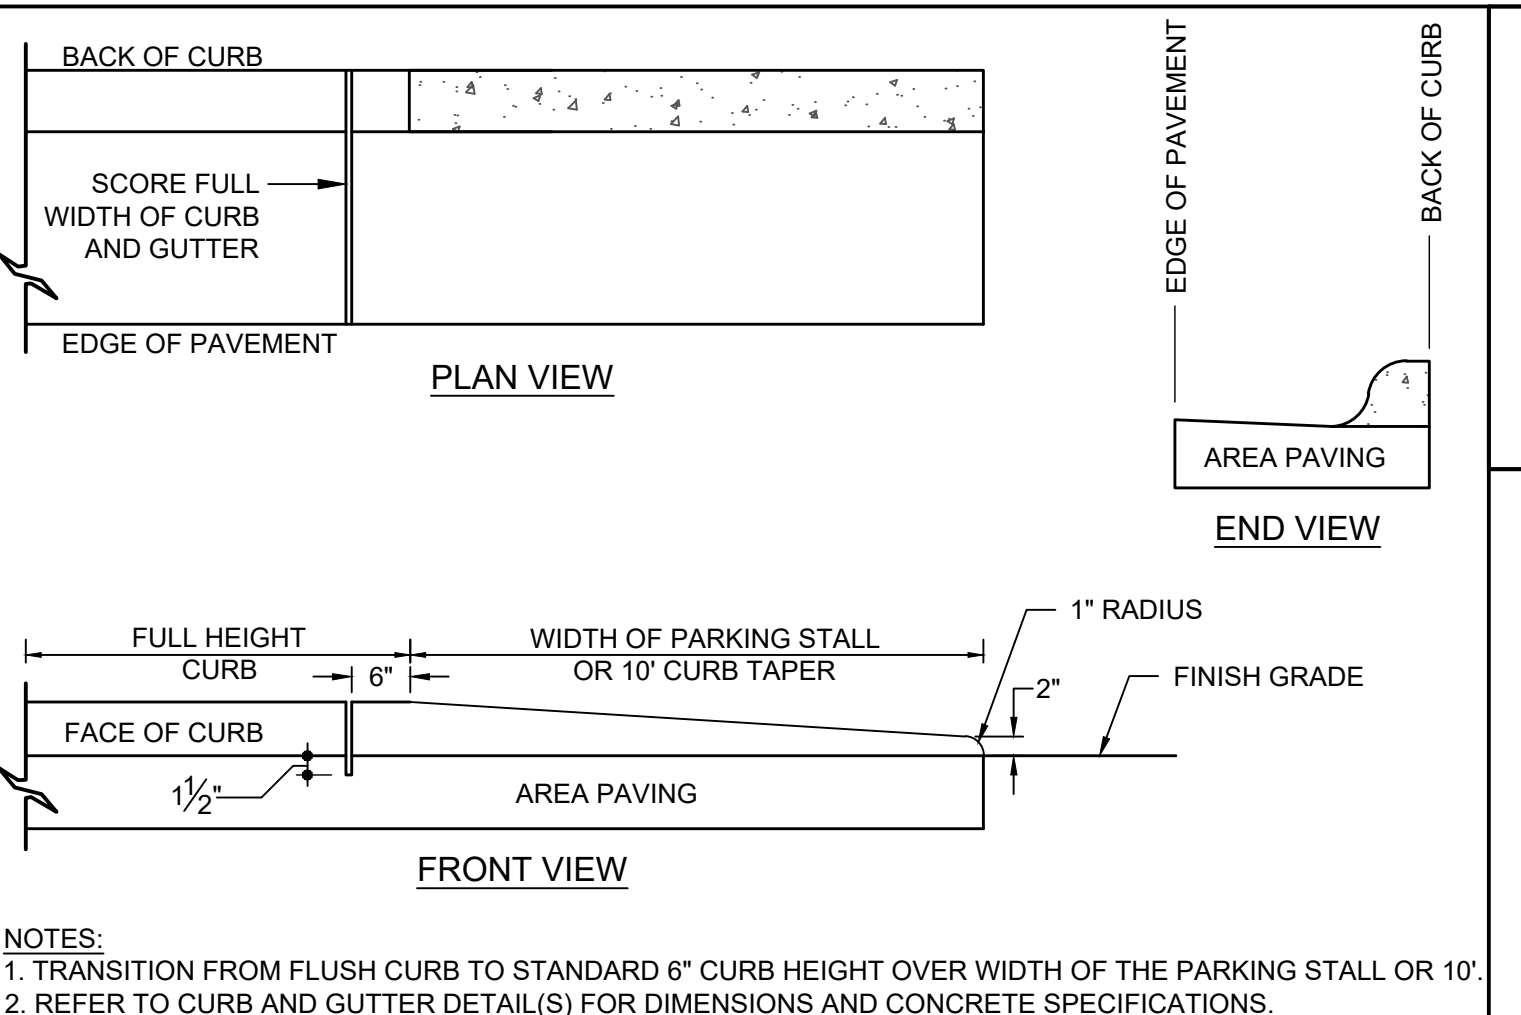 BACK OF CURB
SCORE FULL
WIDTH OF CURB
AND GUTTER
EDGE OF PAVEMENT
PLAN VIEW
EDGE OF PAVEMENT
BACK OF CURB
AREA PAVING
END VIEW
FULL HEIGHT
CURB
6"
WIDTH OF PARKING STALL
OR 10' CURB TAPER
1" RADIUS
2"
FINISH GRADE
FACE OF CURB
1 1/2"
AREA PAVING
FRONT VIEW
NOTES:
1. TRANSITION FROM FLUSH CURB TO STANDARD 6" CURB HEIGHT OVER WIDTH OF THE PARKING STALL OR 10'.
2. REFER TO CURB AND GUTTER DETAIL(S) FOR DIMENSIONS AND CONCRETE SPECIFICATIONS.